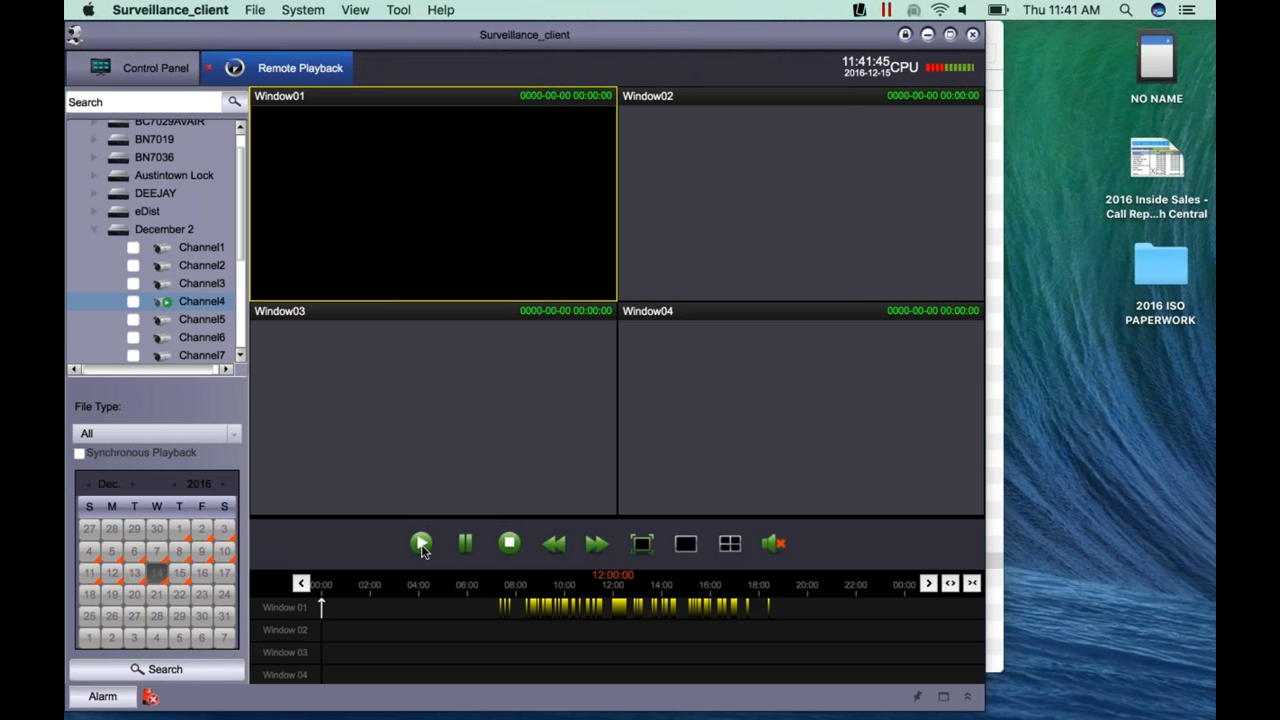 Surveillance_client File System View Tool Help Thu 11:41 AM
Surveillance_client
Control Panel Remote Playback 11:41:45 2016-12-15 CPU
Search
Window01 0000-00-00 00:00:00 Window02 0000-00-00 00:00:00
BC7029AVAIR
BN7019
BN7036
Austintown Lock
DEEJAY
eDist
December 2
Channel1
Channel2
Channel3
Channel4
Channel5
Channel6
Channel7
Window03 0000-00-00 00:00:00 Window04 0000-00-00 00:00:00
File Type:
All
Synchronous Playback
Dec. 2016
S M T W T F S
27 28 29 30 1 2 3
4 5 6 7 8 9 10
11 12 13 14 15 16 17
18 19 20 21 22 23 24
25 26 27 28 29 30 31
1 2 3 4 5 6 7
Search
Alarm
12:00:00
00:00 02:00 04:00 06:00 08:00 10:00 12:00 14:00 16:00 18:00 20:00 22:00 00:00
Window 01
Window 02
Window 03
Window 04
NO NAME
XLS
2016 Inside Sales -
Call Rep...h Central
2016 ISO
PAPERWORK